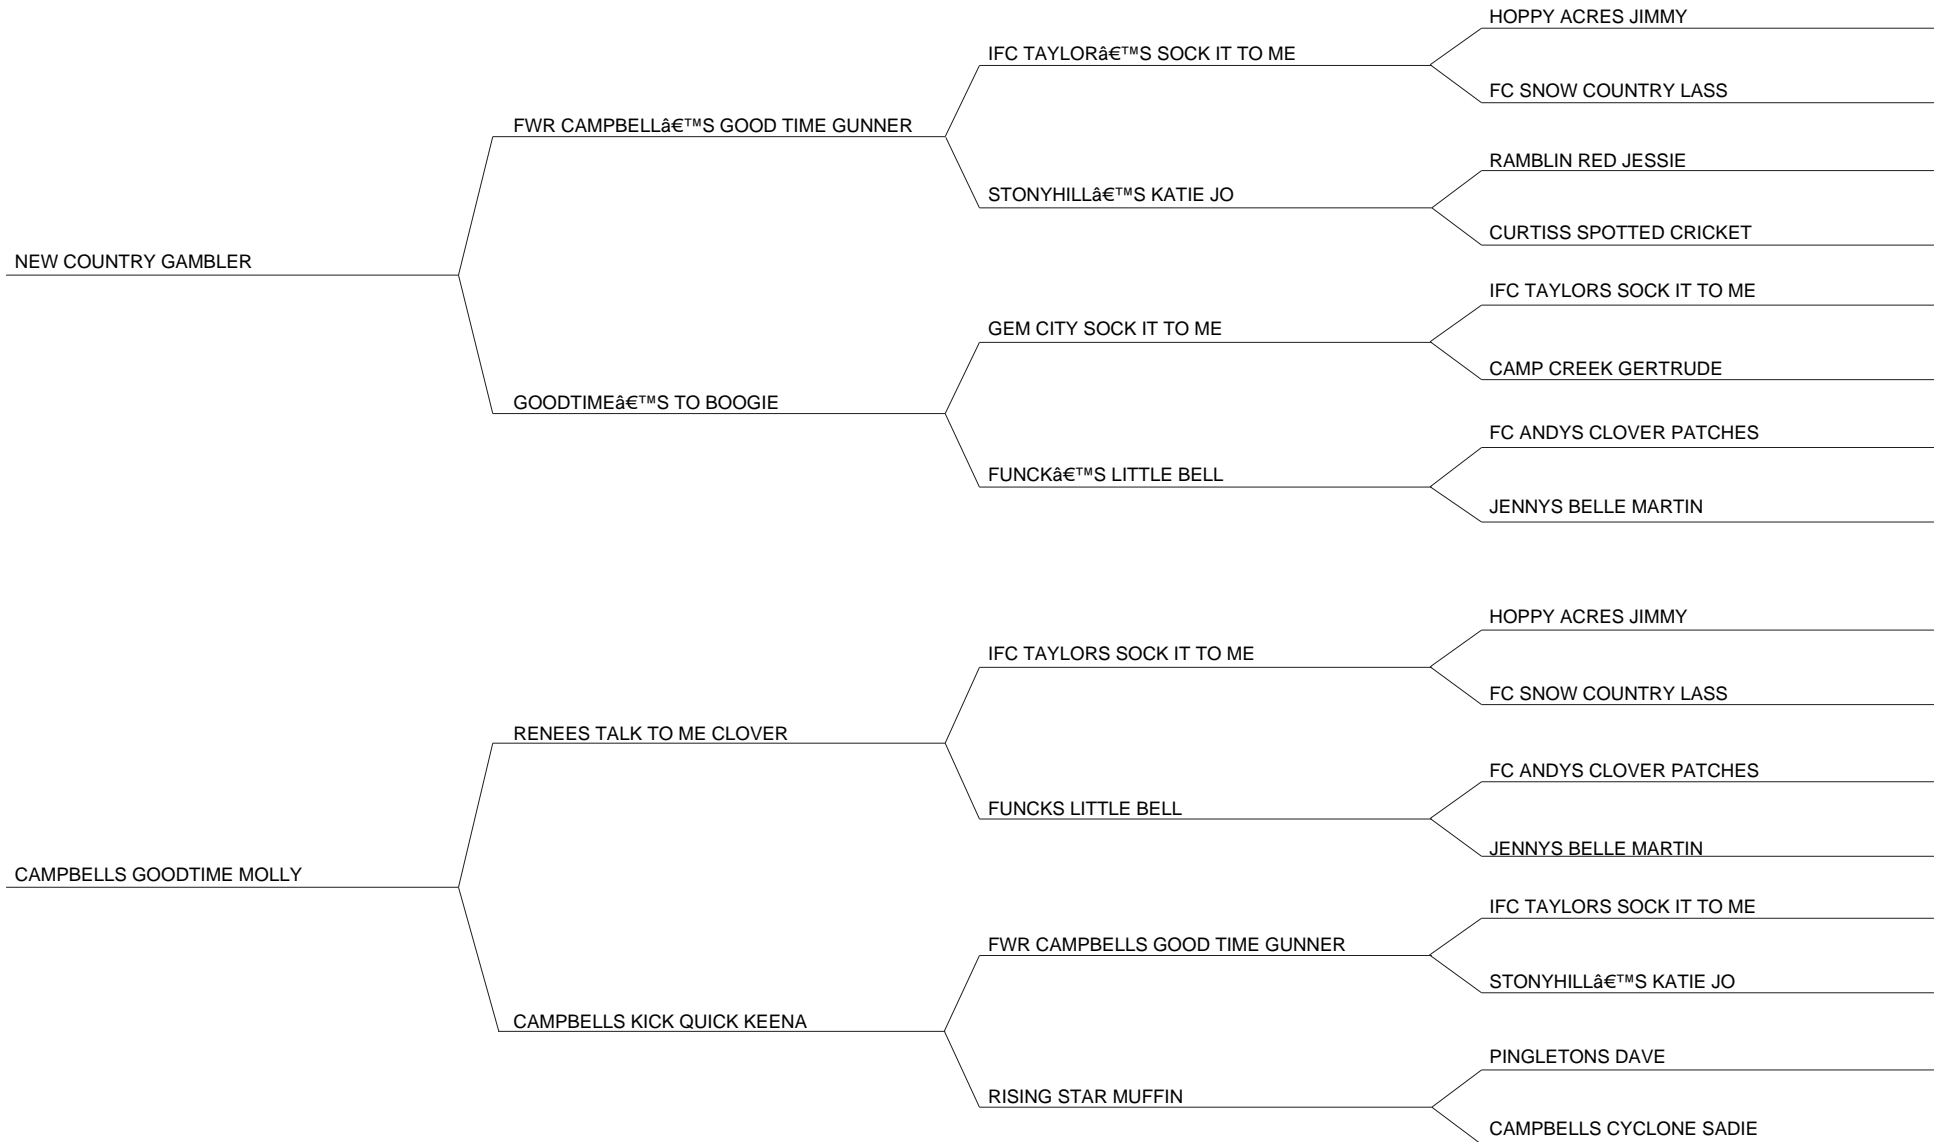 HOPPY ACRES JIMMY
IFC TAYLORâ€™S SOCK IT TO ME
FC SNOW COUNTRY LASS
FWR CAMPBELLâ€™S GOOD TIME GUNNER
RAMBLIN RED JESSIE
STONYHILLâ€™S KATIE JO
CURTISS SPOTTED CRICKET
NEW COUNTRY GAMBLER
IFC TAYLORS SOCK IT TO ME
GEM CITY SOCK IT TO ME
CAMP CREEK GERTRUDE
GOODTIMEâ€™S TO BOOGIE
FC ANDYS CLOVER PATCHES
FUNCKâ€™S LITTLE BELL
JENNYS BELLE MARTIN
HOPPY ACRES JIMMY
IFC TAYLORS SOCK IT TO ME
FC SNOW COUNTRY LASS
RENEES TALK TO ME CLOVER
FC ANDYS CLOVER PATCHES
FUNCKS LITTLE BELL
JENNYS BELLE MARTIN
CAMPBELLS GOODTIME MOLLY
IFC TAYLORS SOCK IT TO ME
FWR CAMPBELLS GOOD TIME GUNNER
STONYHILLâ€™S KATIE JO
CAMPBELLS KICK QUICK KEENA
PINGLETONS DAVE
RISING STAR MUFFIN
CAMPBELLS CYCLONE SADIE